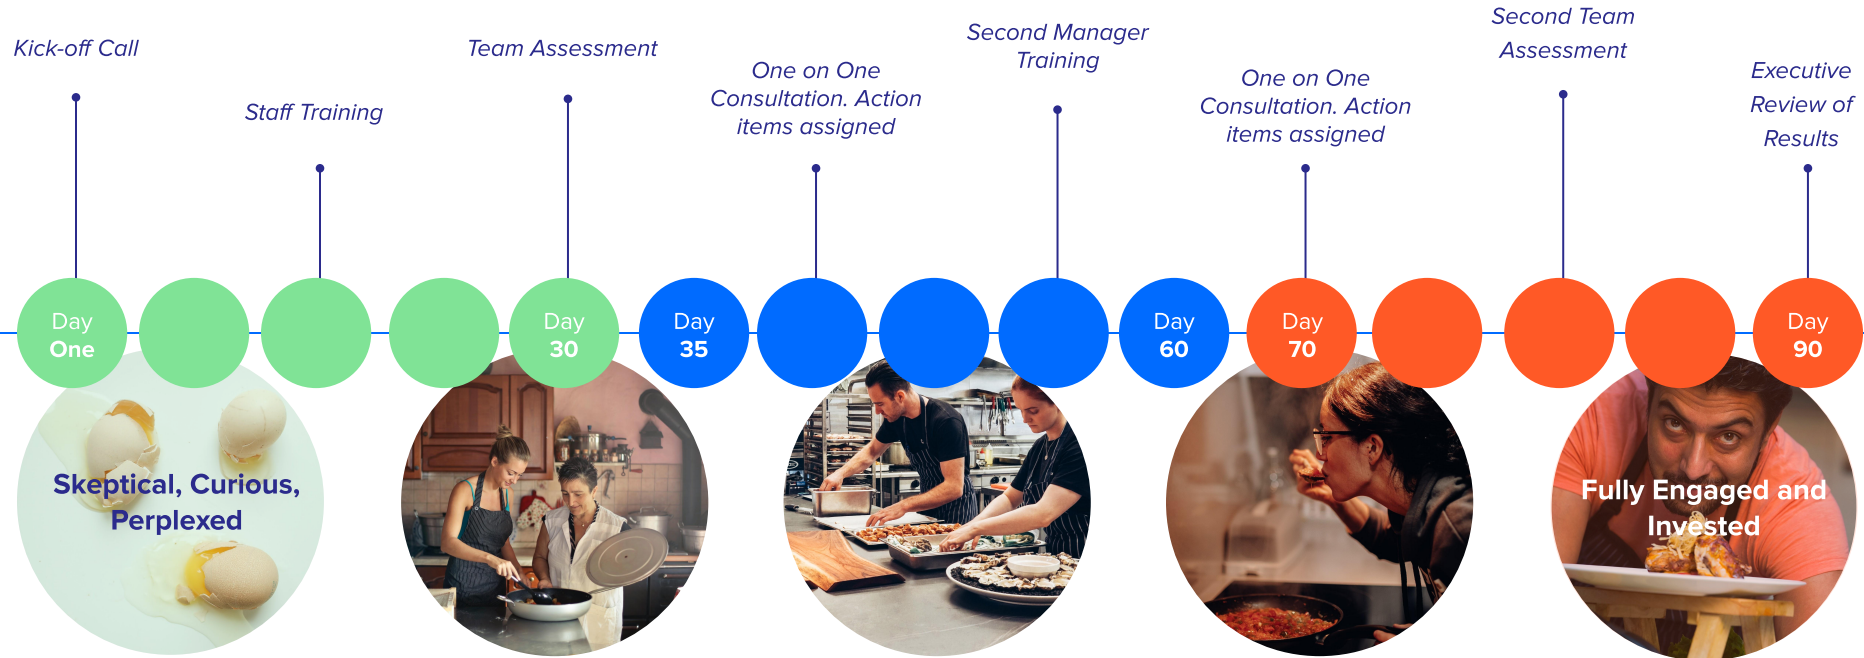 Kick-off Call
Staff Training
Team Assessment
One on One
Consultation. Action
items assigned
Second Manager
Training
One on One
Consultation. Action
items assigned
Second Team
Assessment
Executive
Review of
Results
Day
One
Day
30
Day
35
Day
60
Day
70
Day
90
Skeptical, Curious,
Perplexed
Fully Engaged and
Invested